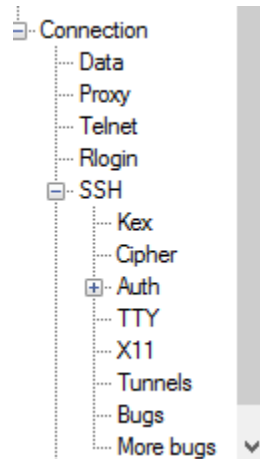 Connection
Data
Proxy
Telnet
Rlogin
SSH
Kex
Cipher
Auth
TTY
X11
Tunnels
Bugs
More bugs